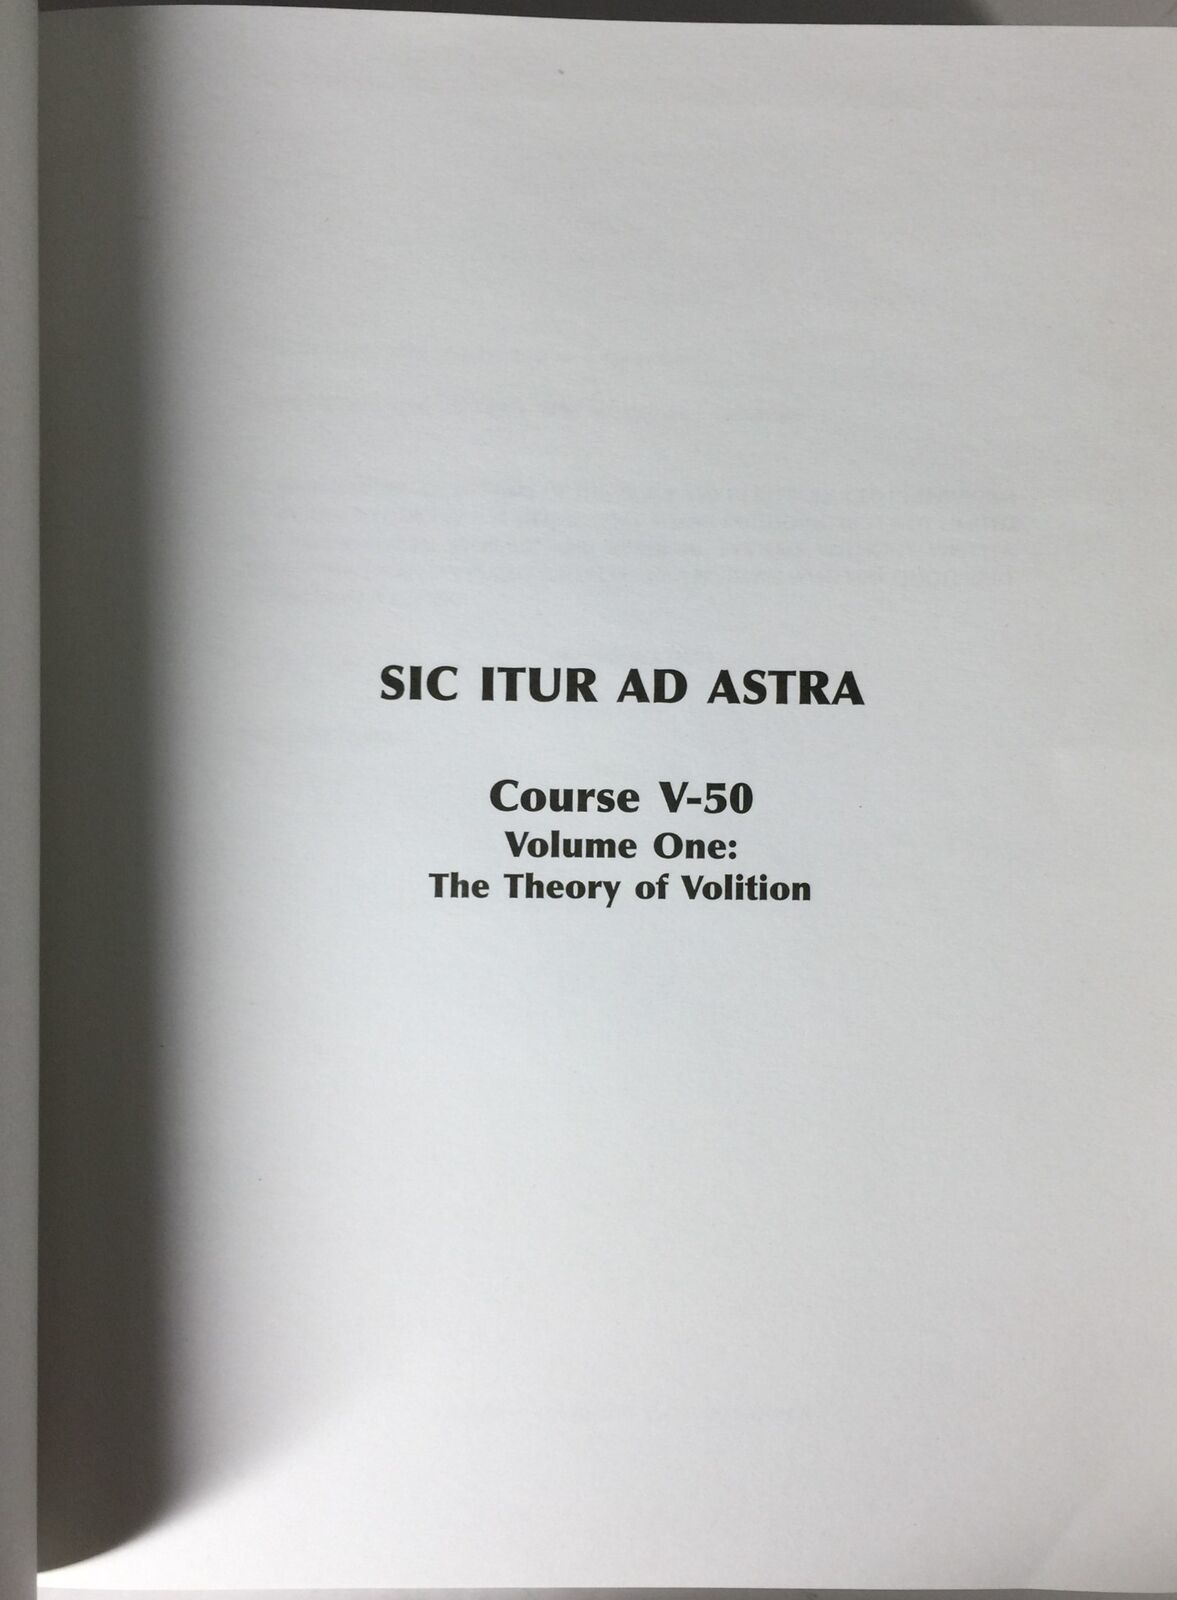 SIC ITUR AD ASTRA
Course V-50
Volume One:
The Theory of Volition